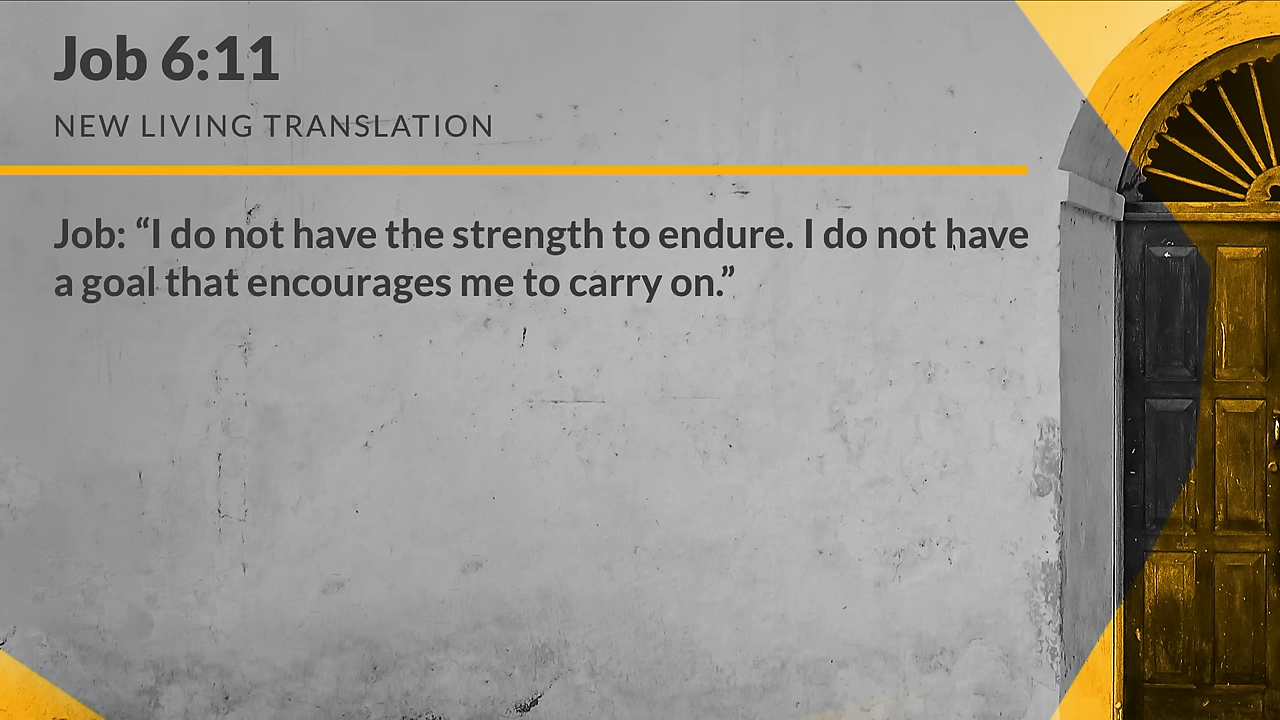 Job 6:11
NEW LIVING TRANSLATION
Job: “I do not have the strength to endure. I do not have
a goal that encourages me to carry on.”